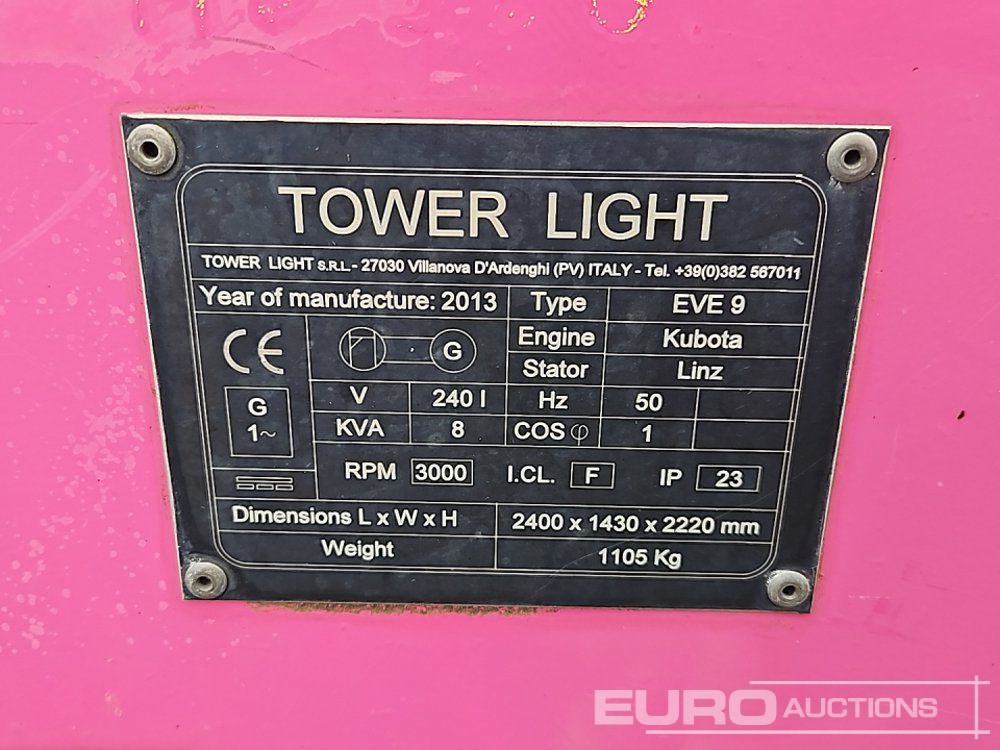 TOWER LIGHT
TOWER LIGHT S.R.L.- 27030 Villanova D'Ardenghi (PV) ITALY - Tel. +39(0)382 567011
Year of manufacture: 2013 Type EVE 9
CE G Engine Kubota
Stator Linz
G 1~ V 240 I Hz 50
KVA 8 COS φ 1
RPM 3000 I.CL. F IP 23
Dimensions L x W x H 2400 x 1430 x 2220 mm
Weight 1105 Kg
EURO AUCTIONS